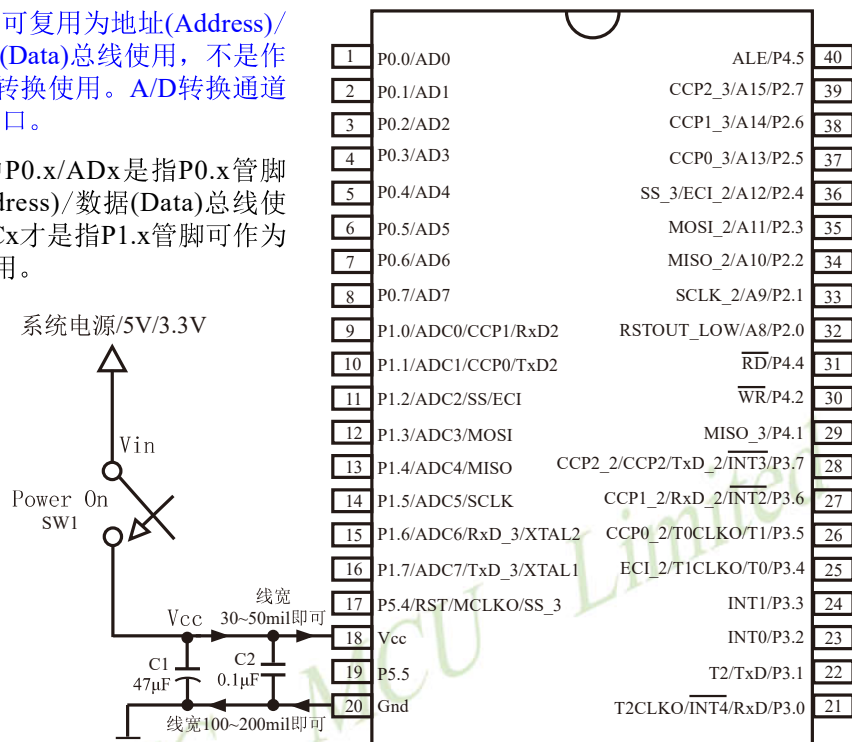 可复用为地址(Address)/
(Data)总线使用，不是作
转换使用。A/D转换通道
口。
P0.x/ADx是指P0.x管脚
dress)/数据(Data)总线使
Cx才是指P1.x管脚可作为
用。
系统电源/5V/3.3V
Vin
Power On
SW1
Vcc
线宽
30~50mil即可
C1
47μF
C2
0.1μF
线宽100~200mil即可
1 P0.0/AD0
2 P0.1/AD1
3 P0.2/AD2
4 P0.3/AD3
5 P0.4/AD4
6 P0.5/AD5
7 P0.6/AD6
8 P0.7/AD7
9 P1.0/ADC0/CCP1/RxD2
10 P1.1/ADC1/CCP0/TxD2
11 P1.2/ADC2/SS/ECI
12 P1.3/ADC3/MOSI
13 P1.4/ADC4/MISO
14 P1.5/ADC5/SCLK
15 P1.6/ADC6/RxD_3/XTAL2
16 P1.7/ADC7/TxD_3/XTAL1
17 P5.4/RST/MCLKO/SS_3
18 Vcc
19 P5.5
20 Gnd
ALE/P4.5 40
CCP2_3/A15/P2.7 39
CCP1_3/A14/P2.6 38
CCP0_3/A13/P2.5 37
SS_3/ECI_2/A12/P2.4 36
MOSI_2/A11/P2.3 35
MISO_2/A10/P2.2 34
SCLK_2/A9/P2.1 33
RSTOUT_LOW/A8/P2.0 32
RD/P4.4 31
WR/P4.2 30
MISO_3/P4.1 29
CCP2_2/CCP2/TxD_2/INT3/P3.7 28
CCP1_2/RxD_2/INT2/P3.6 27
CCP0_2/T0CLKO/T1/P3.5 26
ECI_2/T1CLKO/T0/P3.4 25
INT1/P3.3 24
INT0/P3.2 23
T2/TxD/P3.1 22
T2CLKO/INT4/RxD/P3.0 21
MCU Limited